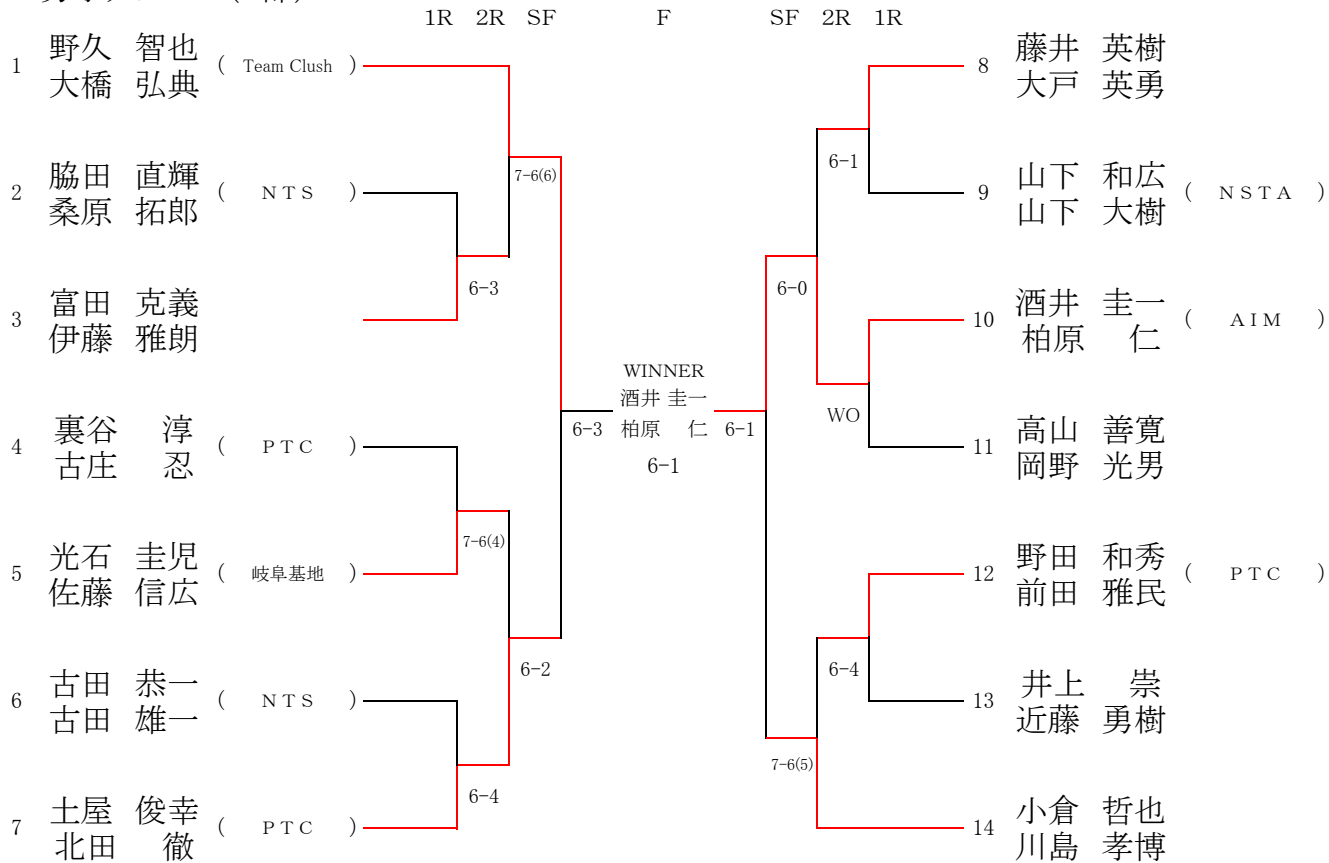 1R 2R SF F SF 2R 1R
1 野久 智也 ( Team Clush )
大橋 弘典
2 脇田 直輝 ( NTS )
桑原 拓郎
3 富田 克義
伊藤 雅朗
4 裏谷 淳 ( PTC )
古庄 忍
5 光石 圭児 ( 岐阜基地 )
佐藤 信広
6 古田 恭一 ( NTS )
古田 雄一
7 土屋 俊幸 ( PTC )
北田 徹
7-6(6)
6-3
7-6(4)
6-2
6-4
6-3
WINNER
酒井 圭一
柏原 仁
6-1
6-1
6-1
6-0
WO
6-4
7-6(5)
8 藤井 英樹
大戸 英勇
9 山下 和広 ( NSTA )
山下 大樹
10 酒井 圭一 ( AIM )
柏原 仁
11 高山 善寛
岡野 光男
12 野田 和秀 ( PTC )
前田 雅民
13 井上 崇
近藤 勇樹
14 小倉 哲也
川島 孝博